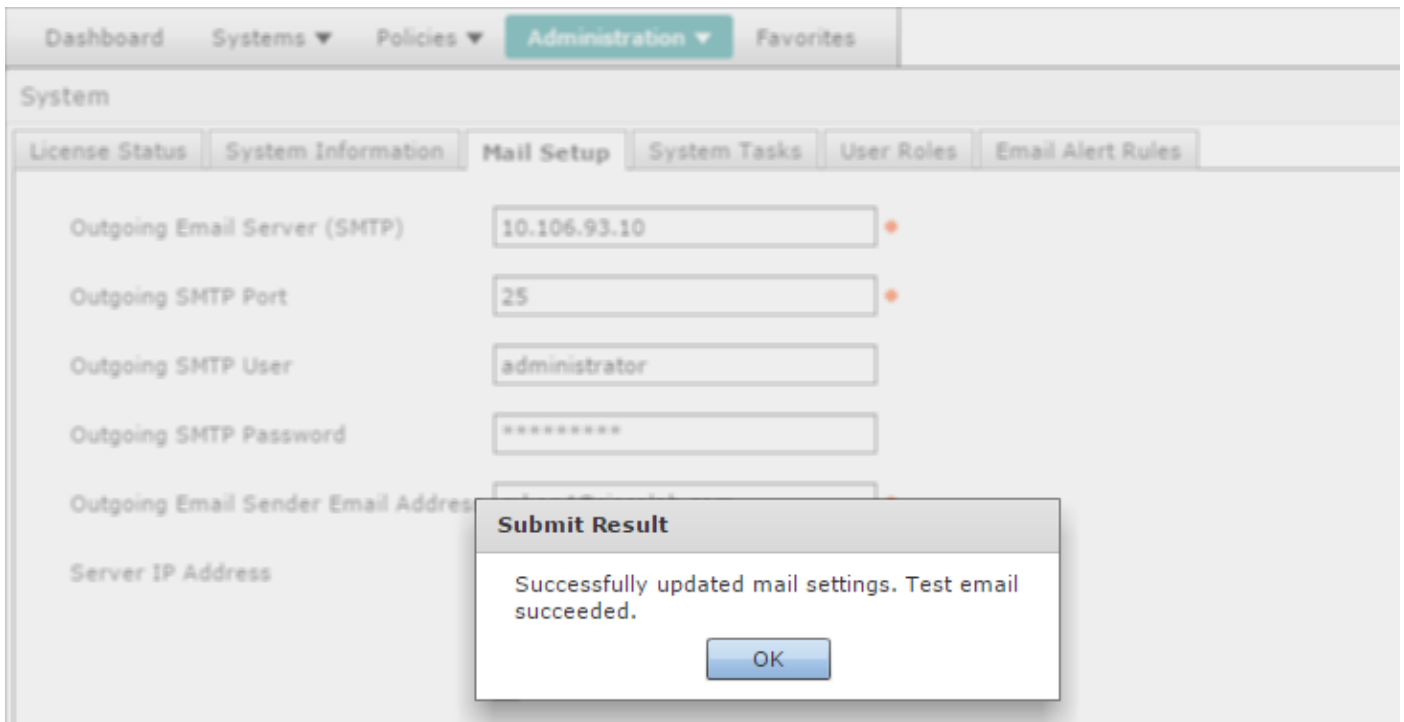 Dashboard Systems ▼ Policies ▼ Administration ▼ Favorites
System
License Status System Information Mail Setup System Tasks User Roles Email Alert Rules
Outgoing Email Server (SMTP) 10.106.93.10
Outgoing SMTP Port 25
Outgoing SMTP User administrator
Outgoing SMTP Password *********
Outgoing Email Sender Email Addres
Server IP Address
Submit Result
Successfully updated mail settings. Test email
succeeded.
OK